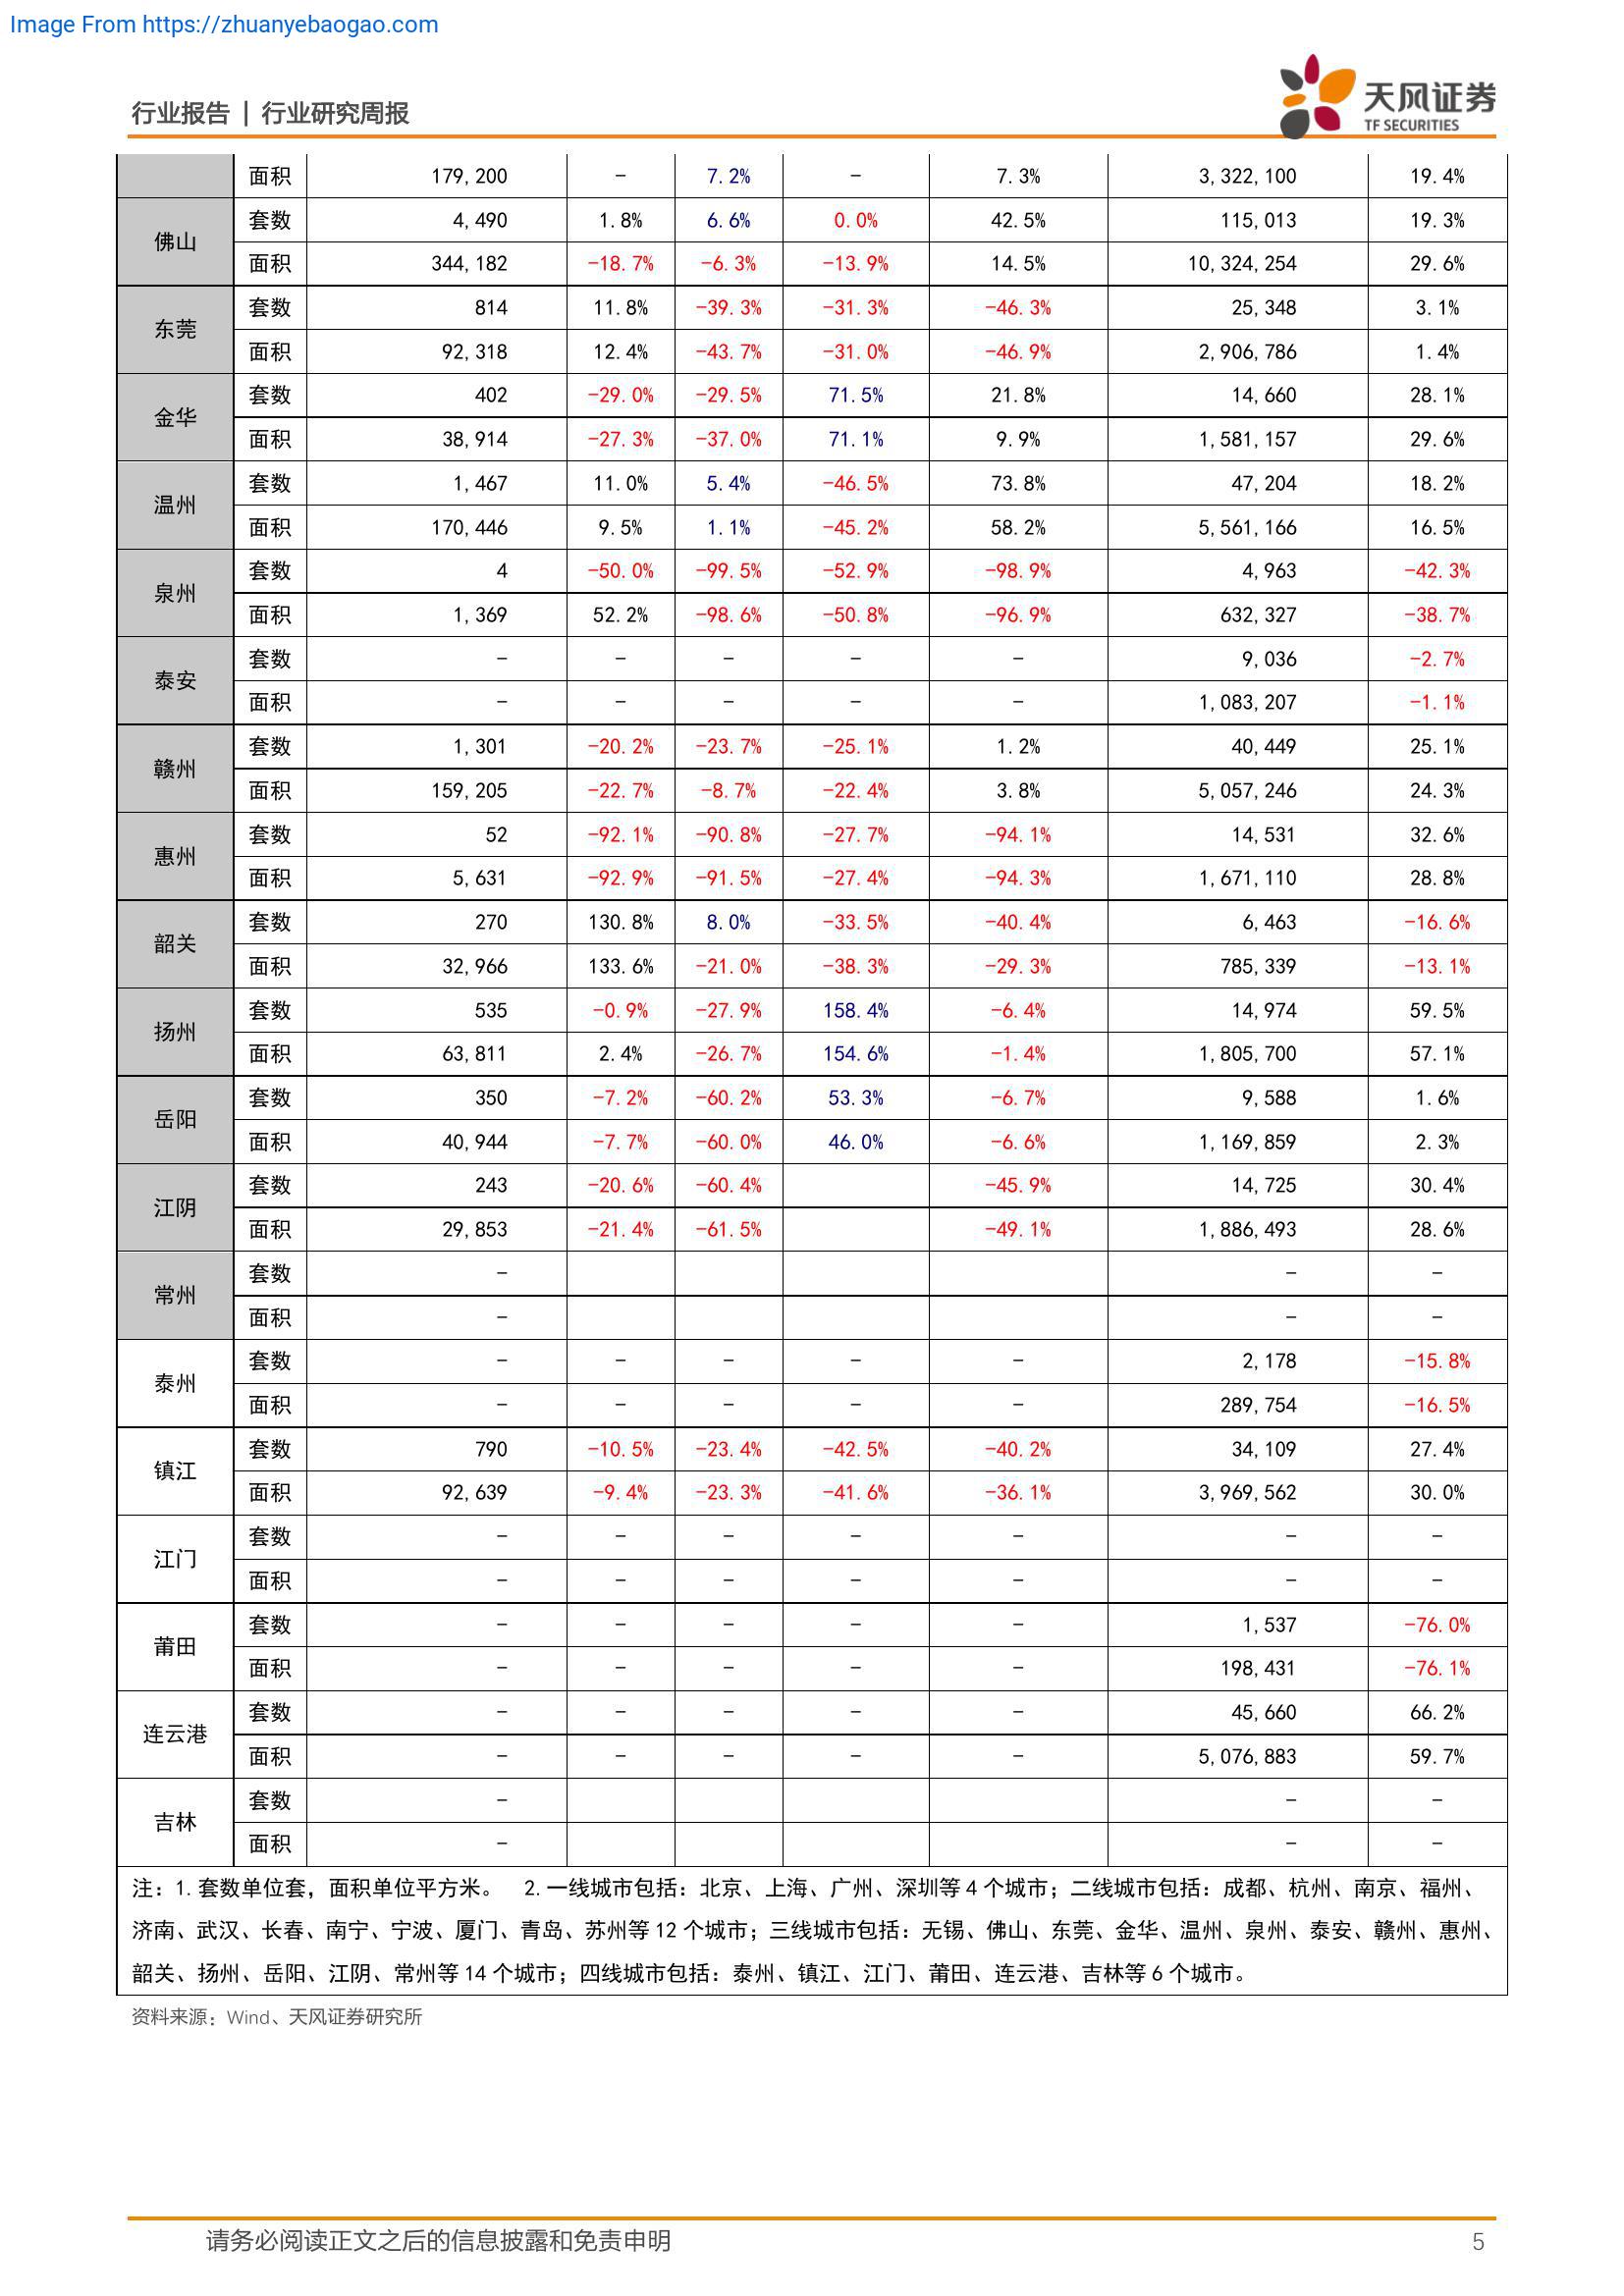 Image From https://zhuanyebaogao.com
行业报告 | 行业研究周报
天风证券
TF SECURITIES
面积 179,200 - 7.2% - 7.3% 3,322,100 19.4%
佛山 套数 4,490 1.8% 6.6% 0.0% 42.5% 115,013 19.3%
面积 344,182 -18.7% -6.3% -13.9% 14.5% 10,324,254 29.6%
东莞 套数 814 11.8% -39.3% -31.3% -46.3% 25,348 3.1%
面积 92,318 12.4% -43.7% -31.0% -46.9% 2,906,786 1.4%
金华 套数 402 -29.0% -29.5% 71.5% 21.8% 14,660 28.1%
面积 38,914 -27.3% -37.0% 71.1% 9.9% 1,581,157 29.6%
温州 套数 1,467 11.0% 5.4% -46.5% 73.8% 47,204 18.2%
面积 170,446 9.5% 1.1% -45.2% 58.2% 5,561,166 16.5%
泉州 套数 4 -50.0% -99.5% -52.9% -98.9% 4,963 -42.3%
面积 1,369 52.2% -98.6% -50.8% -96.9% 632,327 -38.7%
泰安 套数 - - - - - 9,036 -2.7%
面积 - - - - - 1,083,207 -1.1%
赣州 套数 1,301 -20.2% -23.7% -25.1% 1.2% 40,449 25.1%
面积 159,205 -22.7% -8.7% -22.4% 3.8% 5,057,246 24.3%
惠州 套数 52 -92.1% -90.8% -27.7% -94.1% 14,531 32.6%
面积 5,631 -92.9% -91.5% -27.4% -94.3% 1,671,110 28.8%
韶关 套数 270 130.8% 8.0% -33.5% -40.4% 6,463 -16.6%
面积 32,966 133.6% -21.0% -38.3% -29.3% 785,339 -13.1%
扬州 套数 535 -0.9% -27.9% 158.4% -6.4% 14,974 59.5%
面积 63,811 2.4% -26.7% 154.6% -1.4% 1,805,700 57.1%
岳阳 套数 350 -7.2% -60.2% 53.3% -6.7% 9,588 1.6%
面积 40,944 -7.7% -60.0% 46.0% -6.6% 1,169,859 2.3%
江阴 套数 243 -20.6% -60.4% -45.9% 14,725 30.4%
面积 29,853 -21.4% -61.5% -49.1% 1,886,493 28.6%
常州 套数 - - -
面积 - - -
泰州 套数 - - - - - 2,178 -15.8%
面积 - - - - - 289,754 -16.5%
镇江 套数 790 -10.5% -23.4% -42.5% -40.2% 34,109 27.4%
面积 92,639 -9.4% -23.3% -41.6% -36.1% 3,969,562 30.0%
江门 套数 - - - - - - -
面积 - - - - - - -
莆田 套数 - - - - - 1,537 -76.0%
面积 - - - - - 198,431 -76.1%
连云港 套数 - - - - - 45,660 66.2%
面积 - - - - - 5,076,883 59.7%
吉林 套数 - - -
面积 - - -
注：1.套数单位套，面积单位平方米。 2.一线城市包括：北京、上海、广州、深圳等 4 个城市；二线城市包括：成都、杭州、南京、福州、
济南、武汉、长春、南宁、宁波、厦门、青岛、苏州等 12 个城市；三线城市包括：无锡、佛山、东莞、金华、温州、泉州、泰安、赣州、惠州、
韶关、扬州、岳阳、江阴、常州等 14 个城市；四线城市包括：泰州、镇江、江门、莆田、连云港、吉林等 6 个城市。
资料来源：Wind、天风证券研究所
请务必阅读正文之后的信息披露和免责申明 5